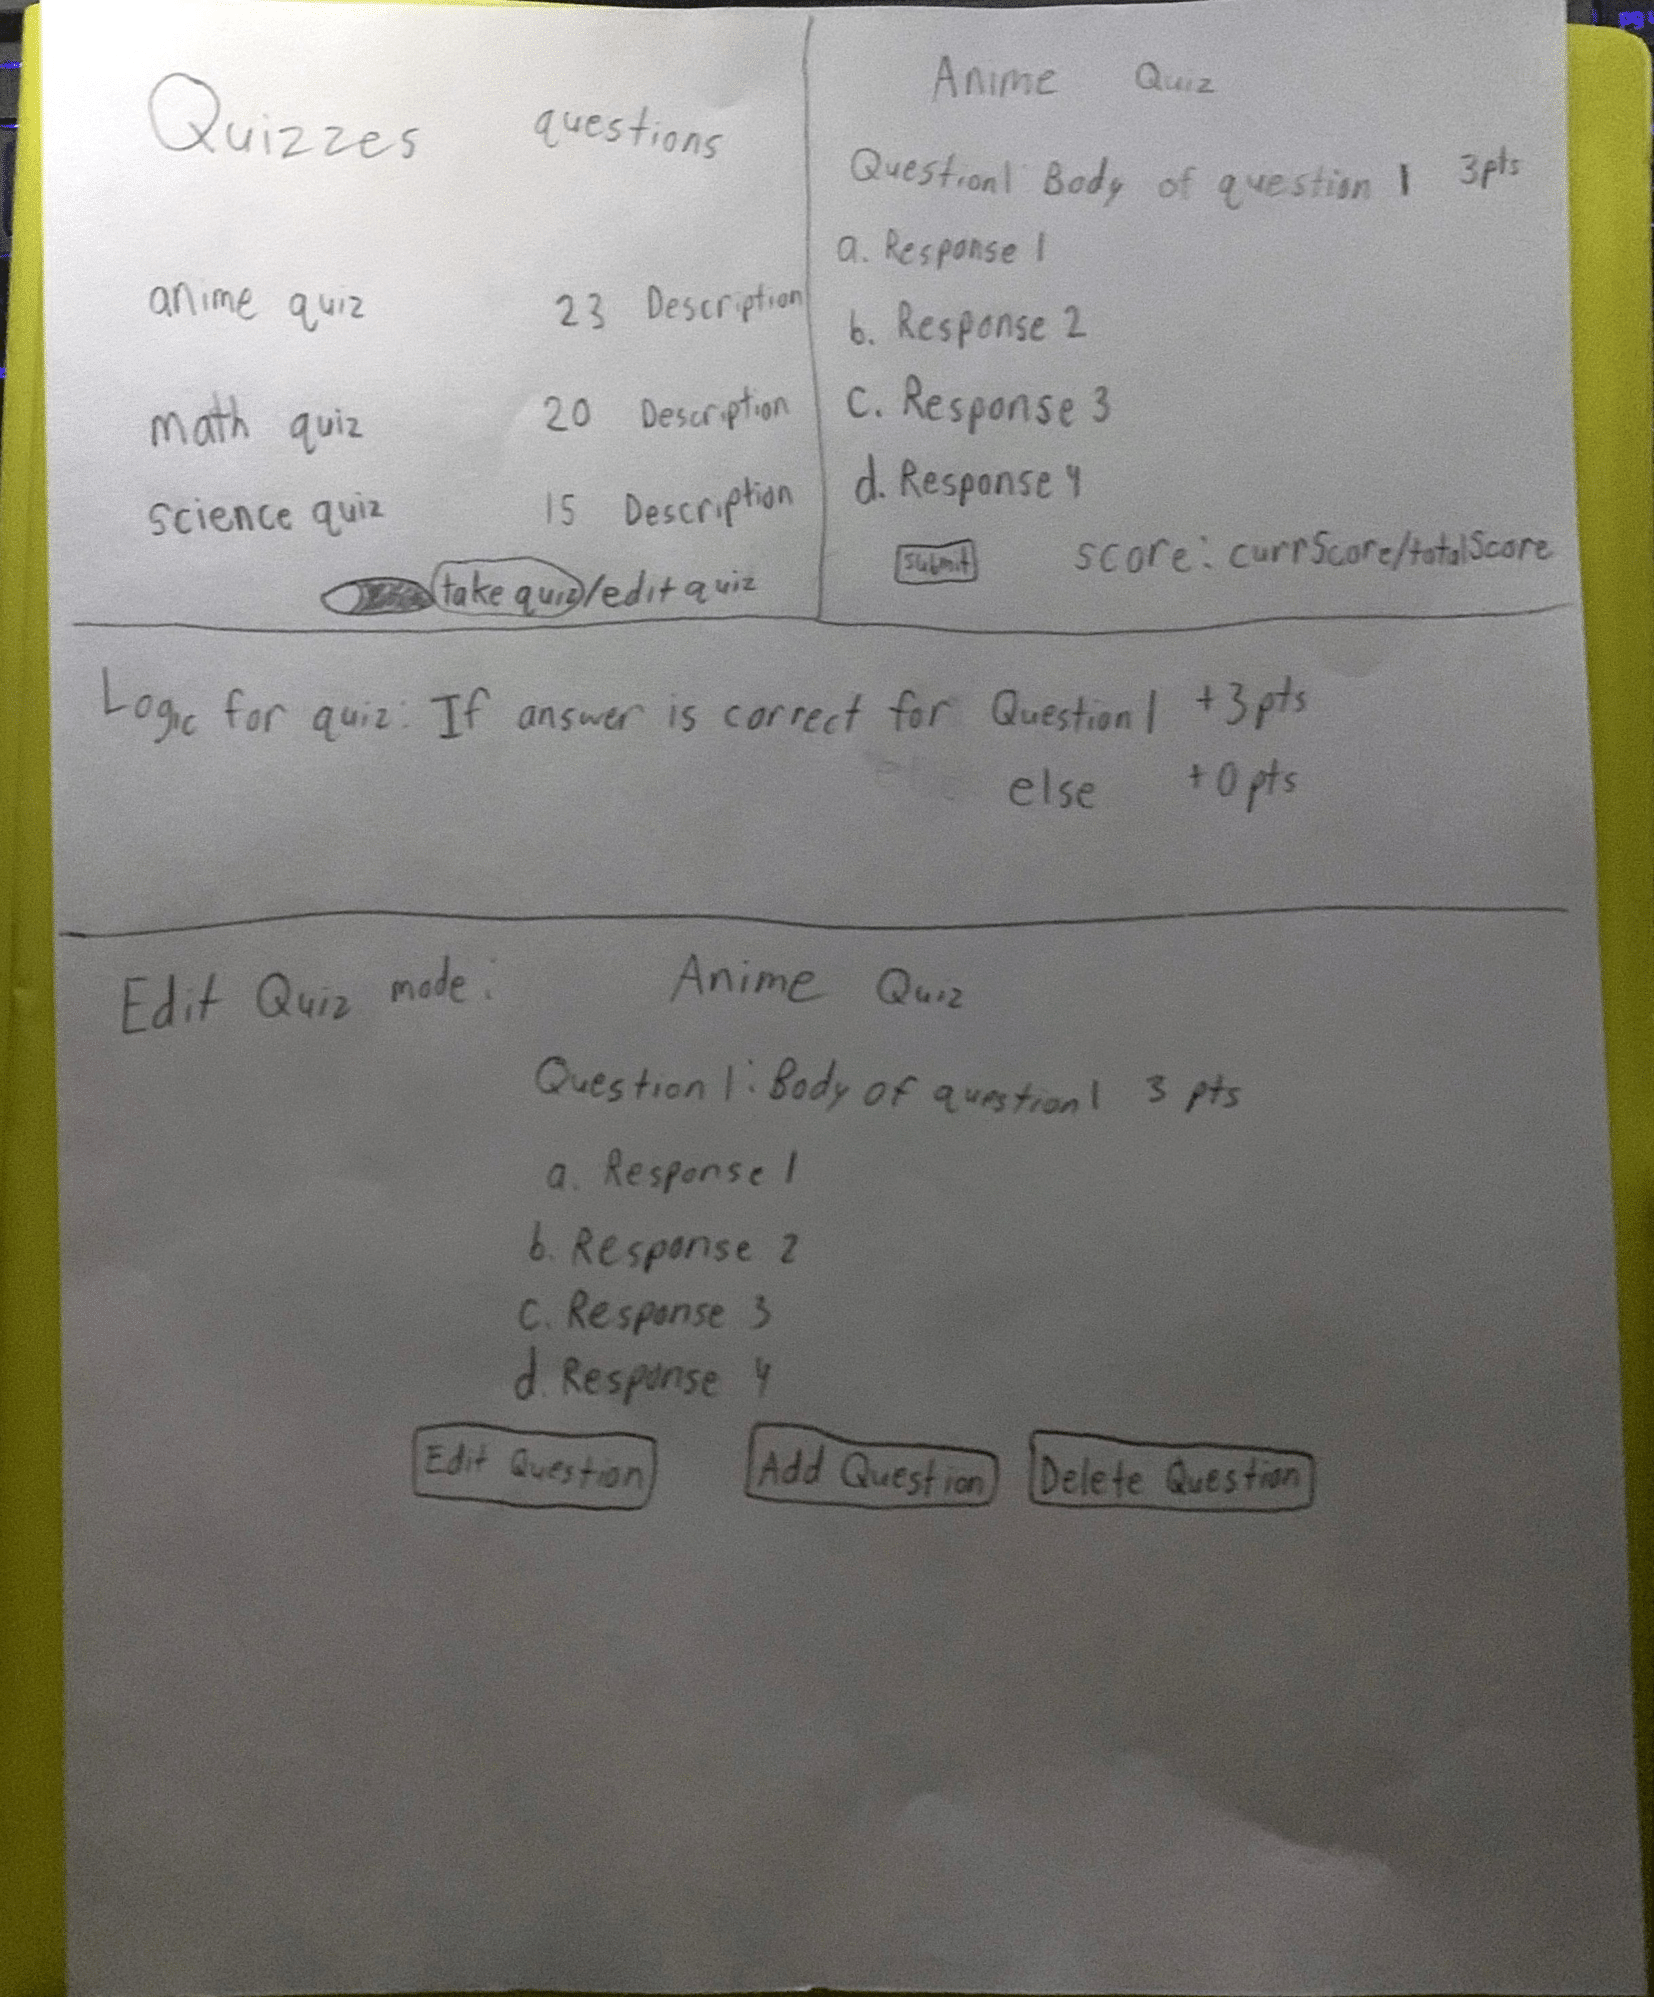 Quizzes questions
anime quiz 23 Description
math quiz 20 Description
science quiz 15 Description
take quiz/edit quiz
Anime Quiz
Question1 Body of question 1 3pts
a. Response 1
b. Response 2
c. Response 3
d. Response 4
submit score: currScore/totalScore
Logic for quiz: If answer is correct for Question1 +3pts
else +0pts
Edit Quiz mode: Anime Quiz
Question 1: Body of question1 3 pts
a. Response 1
b. Response 2
c. Response 3
d. Response 4
Edit Question Add Question Delete Question